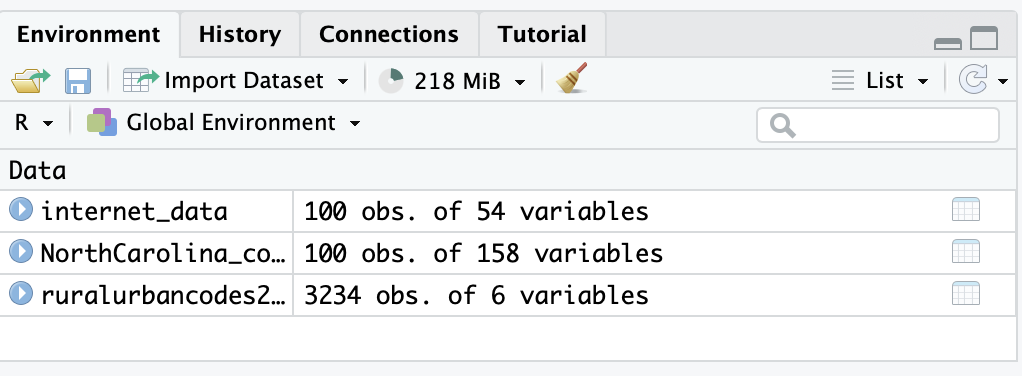 Environment History Connections Tutorial
Import Dataset 218 MiB List
R Global Environment
Data
internet_data 100 obs. of 54 variables
NorthCarolina_co… 100 obs. of 158 variables
ruralurbancodes2… 3234 obs. of 6 variables